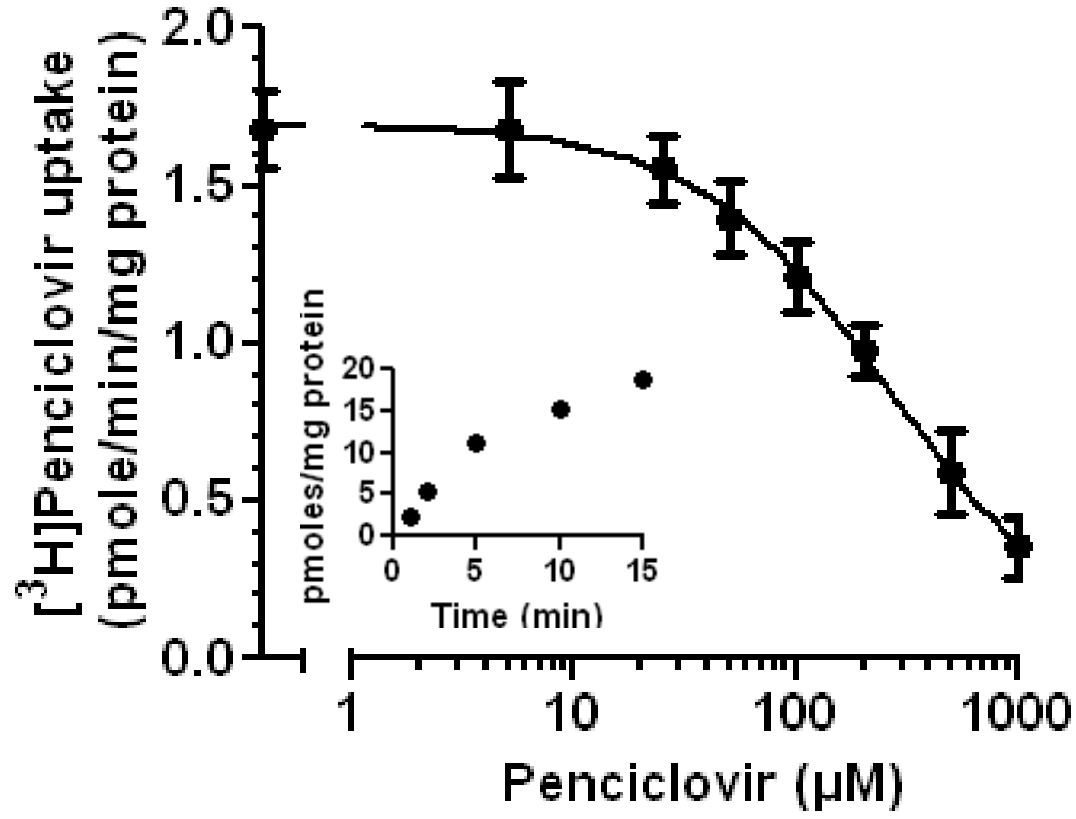 [³H]Penciclovir uptake
(pmole/min/mg protein)
2.0
1.5
1.0
0.5
0.0
pmoles/mg protein
20
15
10
5
0
0 5 10 15
Time (min)
1 10 100 1000
Penciclovir (µM)